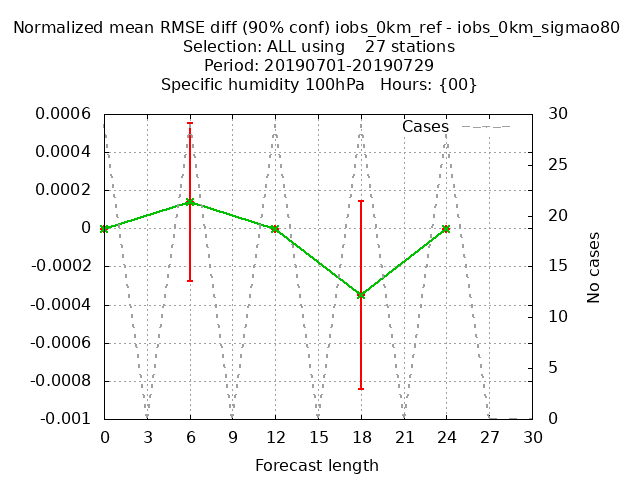 Normalized mean RMSE diff (90% conf) iobs_0km_ref - iobs_0km_sigmao80
Selection: ALL using    27 stations
Period: 20190701-20190729
Specific humidity 100hPa   Hours: {00}
Cases
0.0006
0.0004
0.0002
0
-0.0002
-0.0004
-0.0006
-0.0008
-0.001
30
25
20
15
10
5
0
No cases
0 3 6 9 12 15 18 21 24 27 30
Forecast length